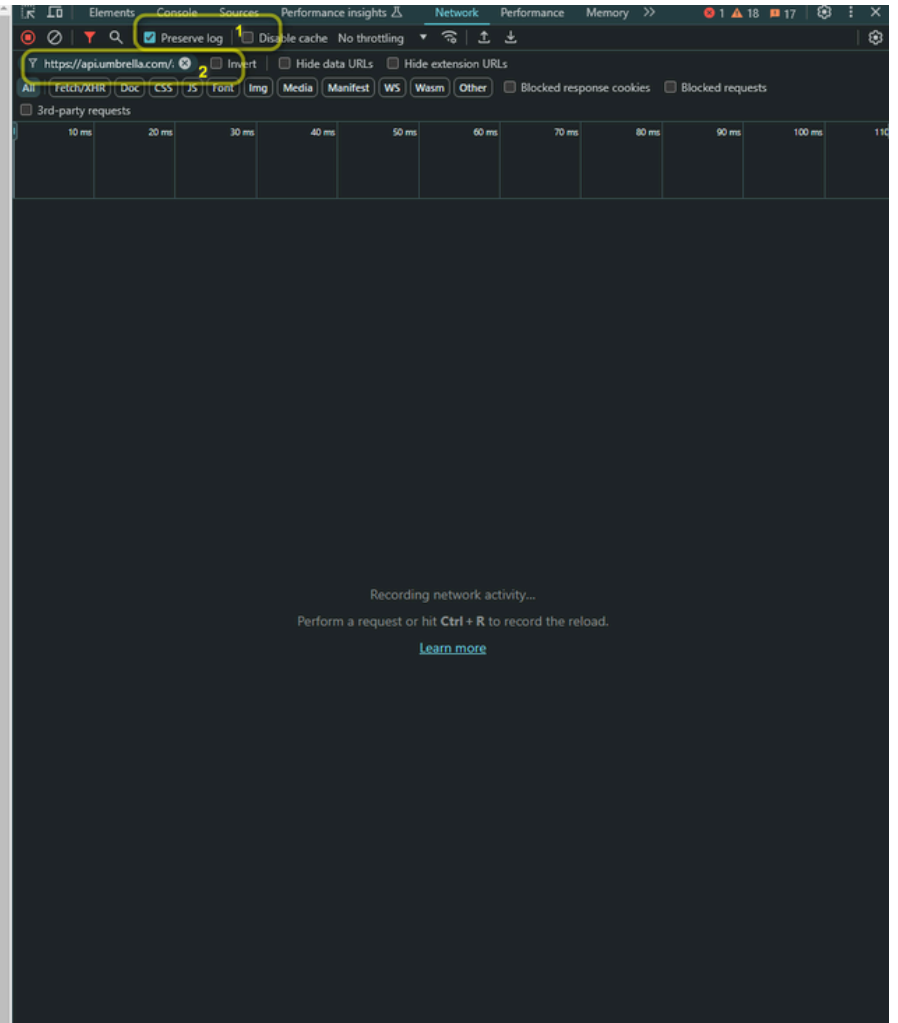 Elements Console Sources Performance insights Network Performance Memory >> 1 18 17
Preserve log 1 Disable cache No throttling
https://api.umbrella.com/. 2 Invert Hide data URLs Hide extension URLs
All Fetch/XHR Doc CSS JS Font Img Media Manifest WS Wasm Other Blocked response cookies Blocked requests
3rd-party requests
10 ms 20 ms 30 ms 40 ms 50 ms 60 ms 70 ms 80 ms 90 ms 100 ms 110
Recording network activity...
Perform a request or hit Ctrl + R to record the reload.
Learn more